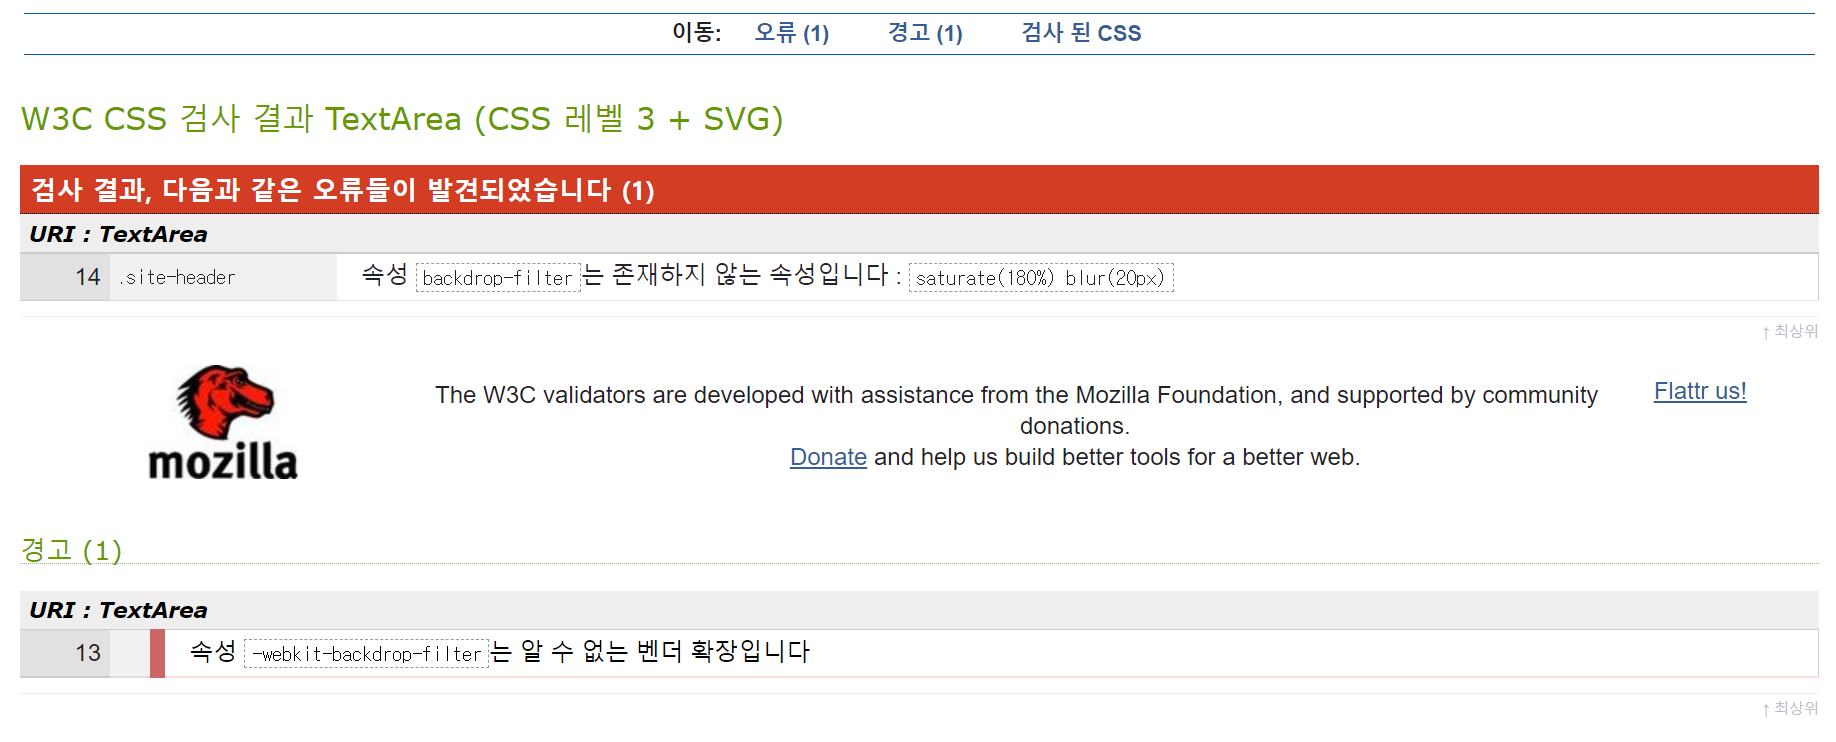 이동: 오류 (1) 경고 (1) 검사 된 CSS
W3C CSS 검사 결과 TextArea (CSS 레벨 3 + SVG)
검사 결과, 다음과 같은 오류들이 발견되었습니다 (1)
URI : TextArea
14 .site-header 속성 backdrop-filter는 존재하지 않는 속성입니다 : saturate(180%) blur(20px)
↑ 최상위
mozilla
The W3C validators are developed with assistance from the Mozilla Foundation, and supported by community
donations.
Donate and help us build better tools for a better web.
Flattr us!
경고 (1)
URI : TextArea
13 속성 -webkit-backdrop-filter는 알 수 없는 벤더 확장입니다
↑ 최상위